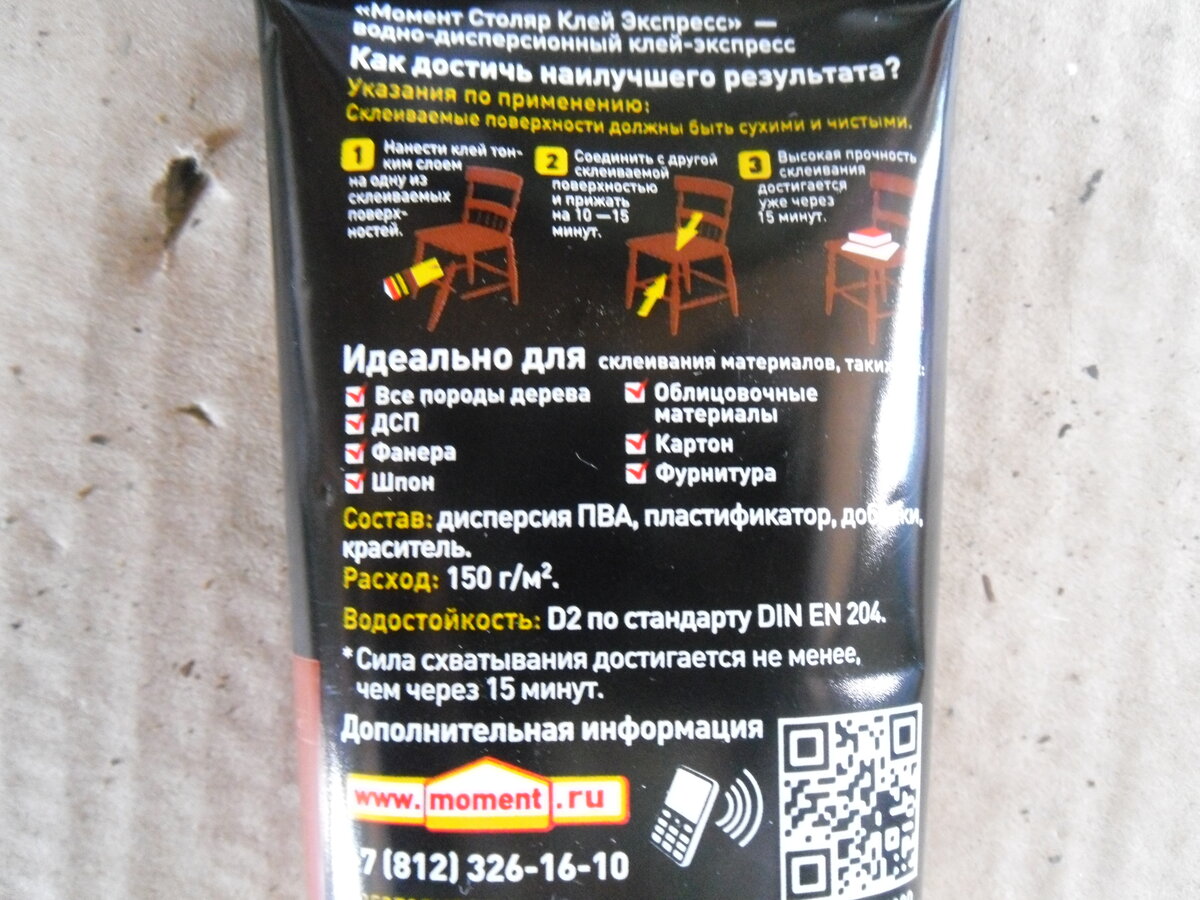 «Момент Столяр Клей Экспресс» —
водно-дисперсионный клей-экспресс
Как достичь наилучшего результата?
Указания по применению:
Склеиваемые поверхности должны быть сухими и чистыми.
1 Нанести клей тон-
ким слоем
на одну из
склеиваемых
поверх-
ностей.
2 Соединить с другой
склеиваемой
поверхностью
и прижать
на 10 — 15
минут.
3 Высокая прочность
склеивания
достигается
уже через
15 минут.
Идеально для склеивания материалов, таких
Все породы дерева
ДСП
Фанера
Шпон
Облицовочные
материалы
Картон
Фурнитура
Состав: дисперсия ПВА, пластификатор, добавки,
краситель.
Расход: 150 г/м².
Водостойкость: D2 по стандарту DIN EN 204.
* Сила схватывания достигается не менее,
чем через 15 минут.
Дополнительная информация
www.moment.ru
7 (812) 326-16-10